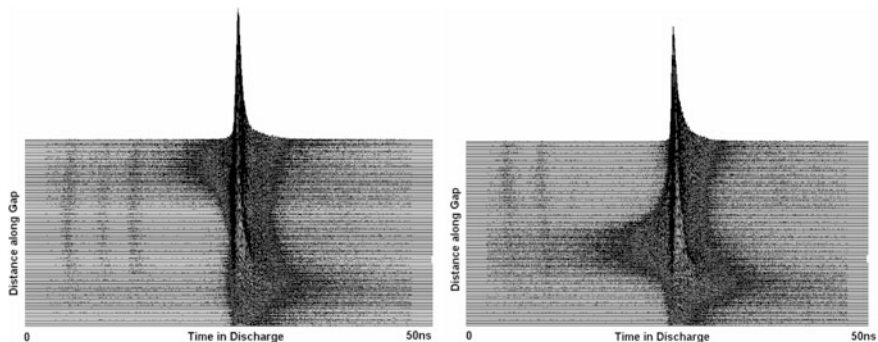 Distance along Gap
0
Time in Discharge
50ns
Distance along Gap
0
Time in Discharge
50ns